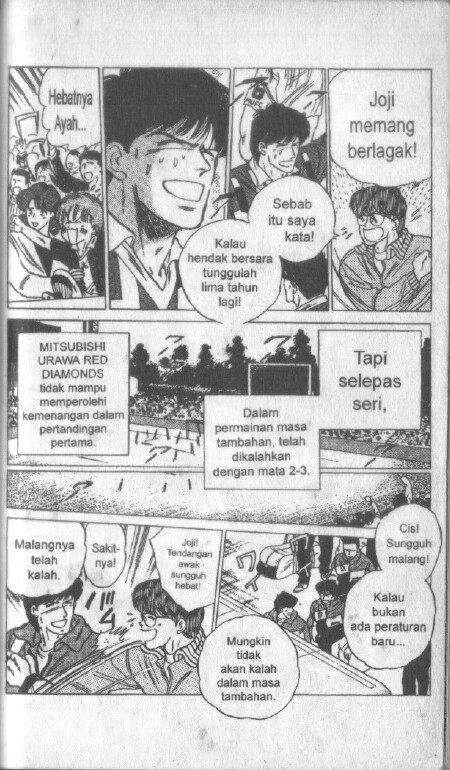 Joji
memang
berlagak!
Sebab
itu saya
kata!
Kalau
hendak bersara
tunggulah
lima tahun
lagi!
Hebatnya
Ayah...
Tapi
selepas
seri,
Dalam
permainan masa
tambahan, telah
dikalahkan
dengan mata 2-3.
MITSUBISHI
URAWA RED
DIAMONDS
tidak mampu
memperolehi
kemenangan dalam
pertandingan
pertama.
Cis!
Sungguh
malang!
Kalau
bukan
ada peraturan
baru...
Mungkin
tidak
akan kalah
dalam masa
tambahan.
Joji!
Tendangan
awak
sungguh
hebat!
Sakit-
nya!
Malangnya
telah
kalah.